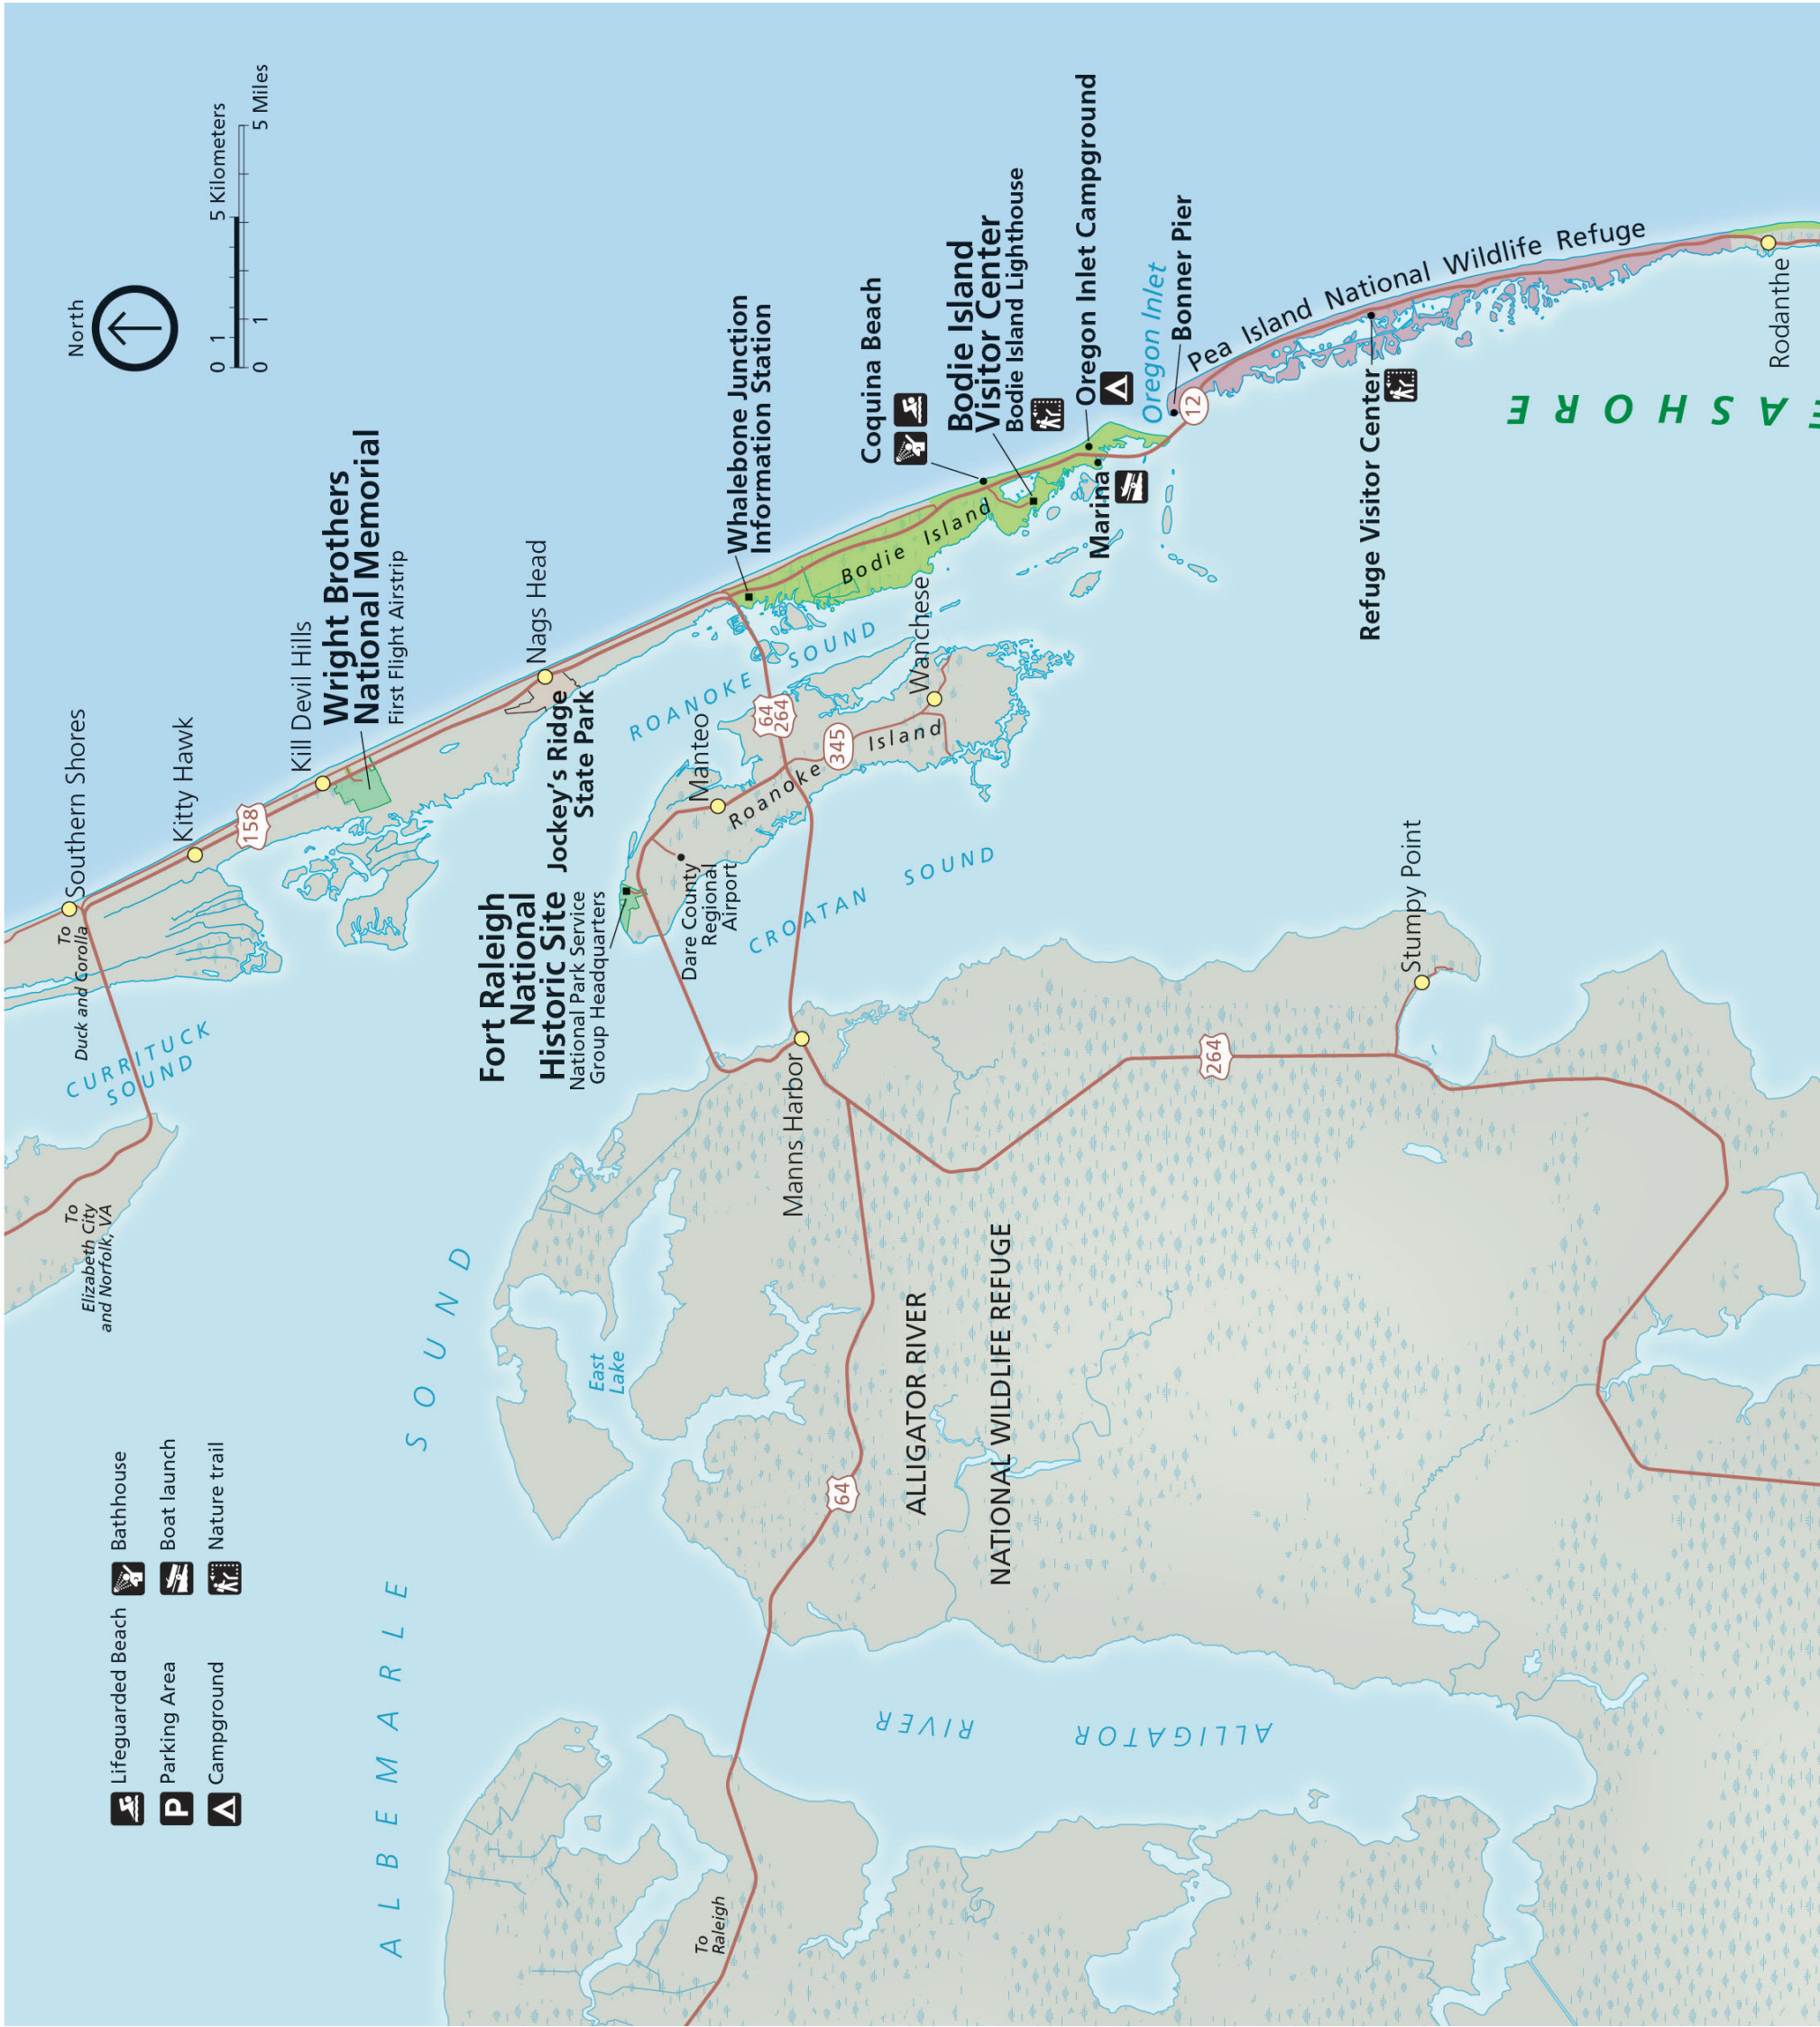 North
0 1 5 Kilometers
0 1 5 Miles
Lifeguarded Beach
Bathhouse
Parking Area
Boat launch
Campground
Nature trail
To
Elizabeth City
and Norfolk, VA
To
Duck and Corolla
CURRITUCK
SOUND
Southern Shores
Kitty Hawk
158
Kill Devil Hills
Wright Brothers
National Memorial
First Flight Airstrip
ALBEMARLE SOUND
Nags Head
Jockey's Ridge
State Park
Fort Raleigh
National
Historic Site
National Park Service
Group Headquarters
East
Lake
ROANOKE SOUND
Manteo
Dare County
Regional
Airport
Roanoke Island
64
264
345
Whalebone Junction
Information Station
CROATAN SOUND
Manns Harbor
To
Raleigh
64
Wanchese
Bodie Island
Coquina Beach
Bodie Island
Visitor Center
Bodie Island Lighthouse
ALLIGATOR RIVER
NATIONAL WILDLIFE REFUGE
ALLIGATOR RIVER
Oregon Inlet Campground
Marina
Oregon Inlet
Bonner Pier
12
264
Pea Island National Wildlife Refuge
Refuge Visitor Center
Stumpy Point
EASHORE
Rodanthe